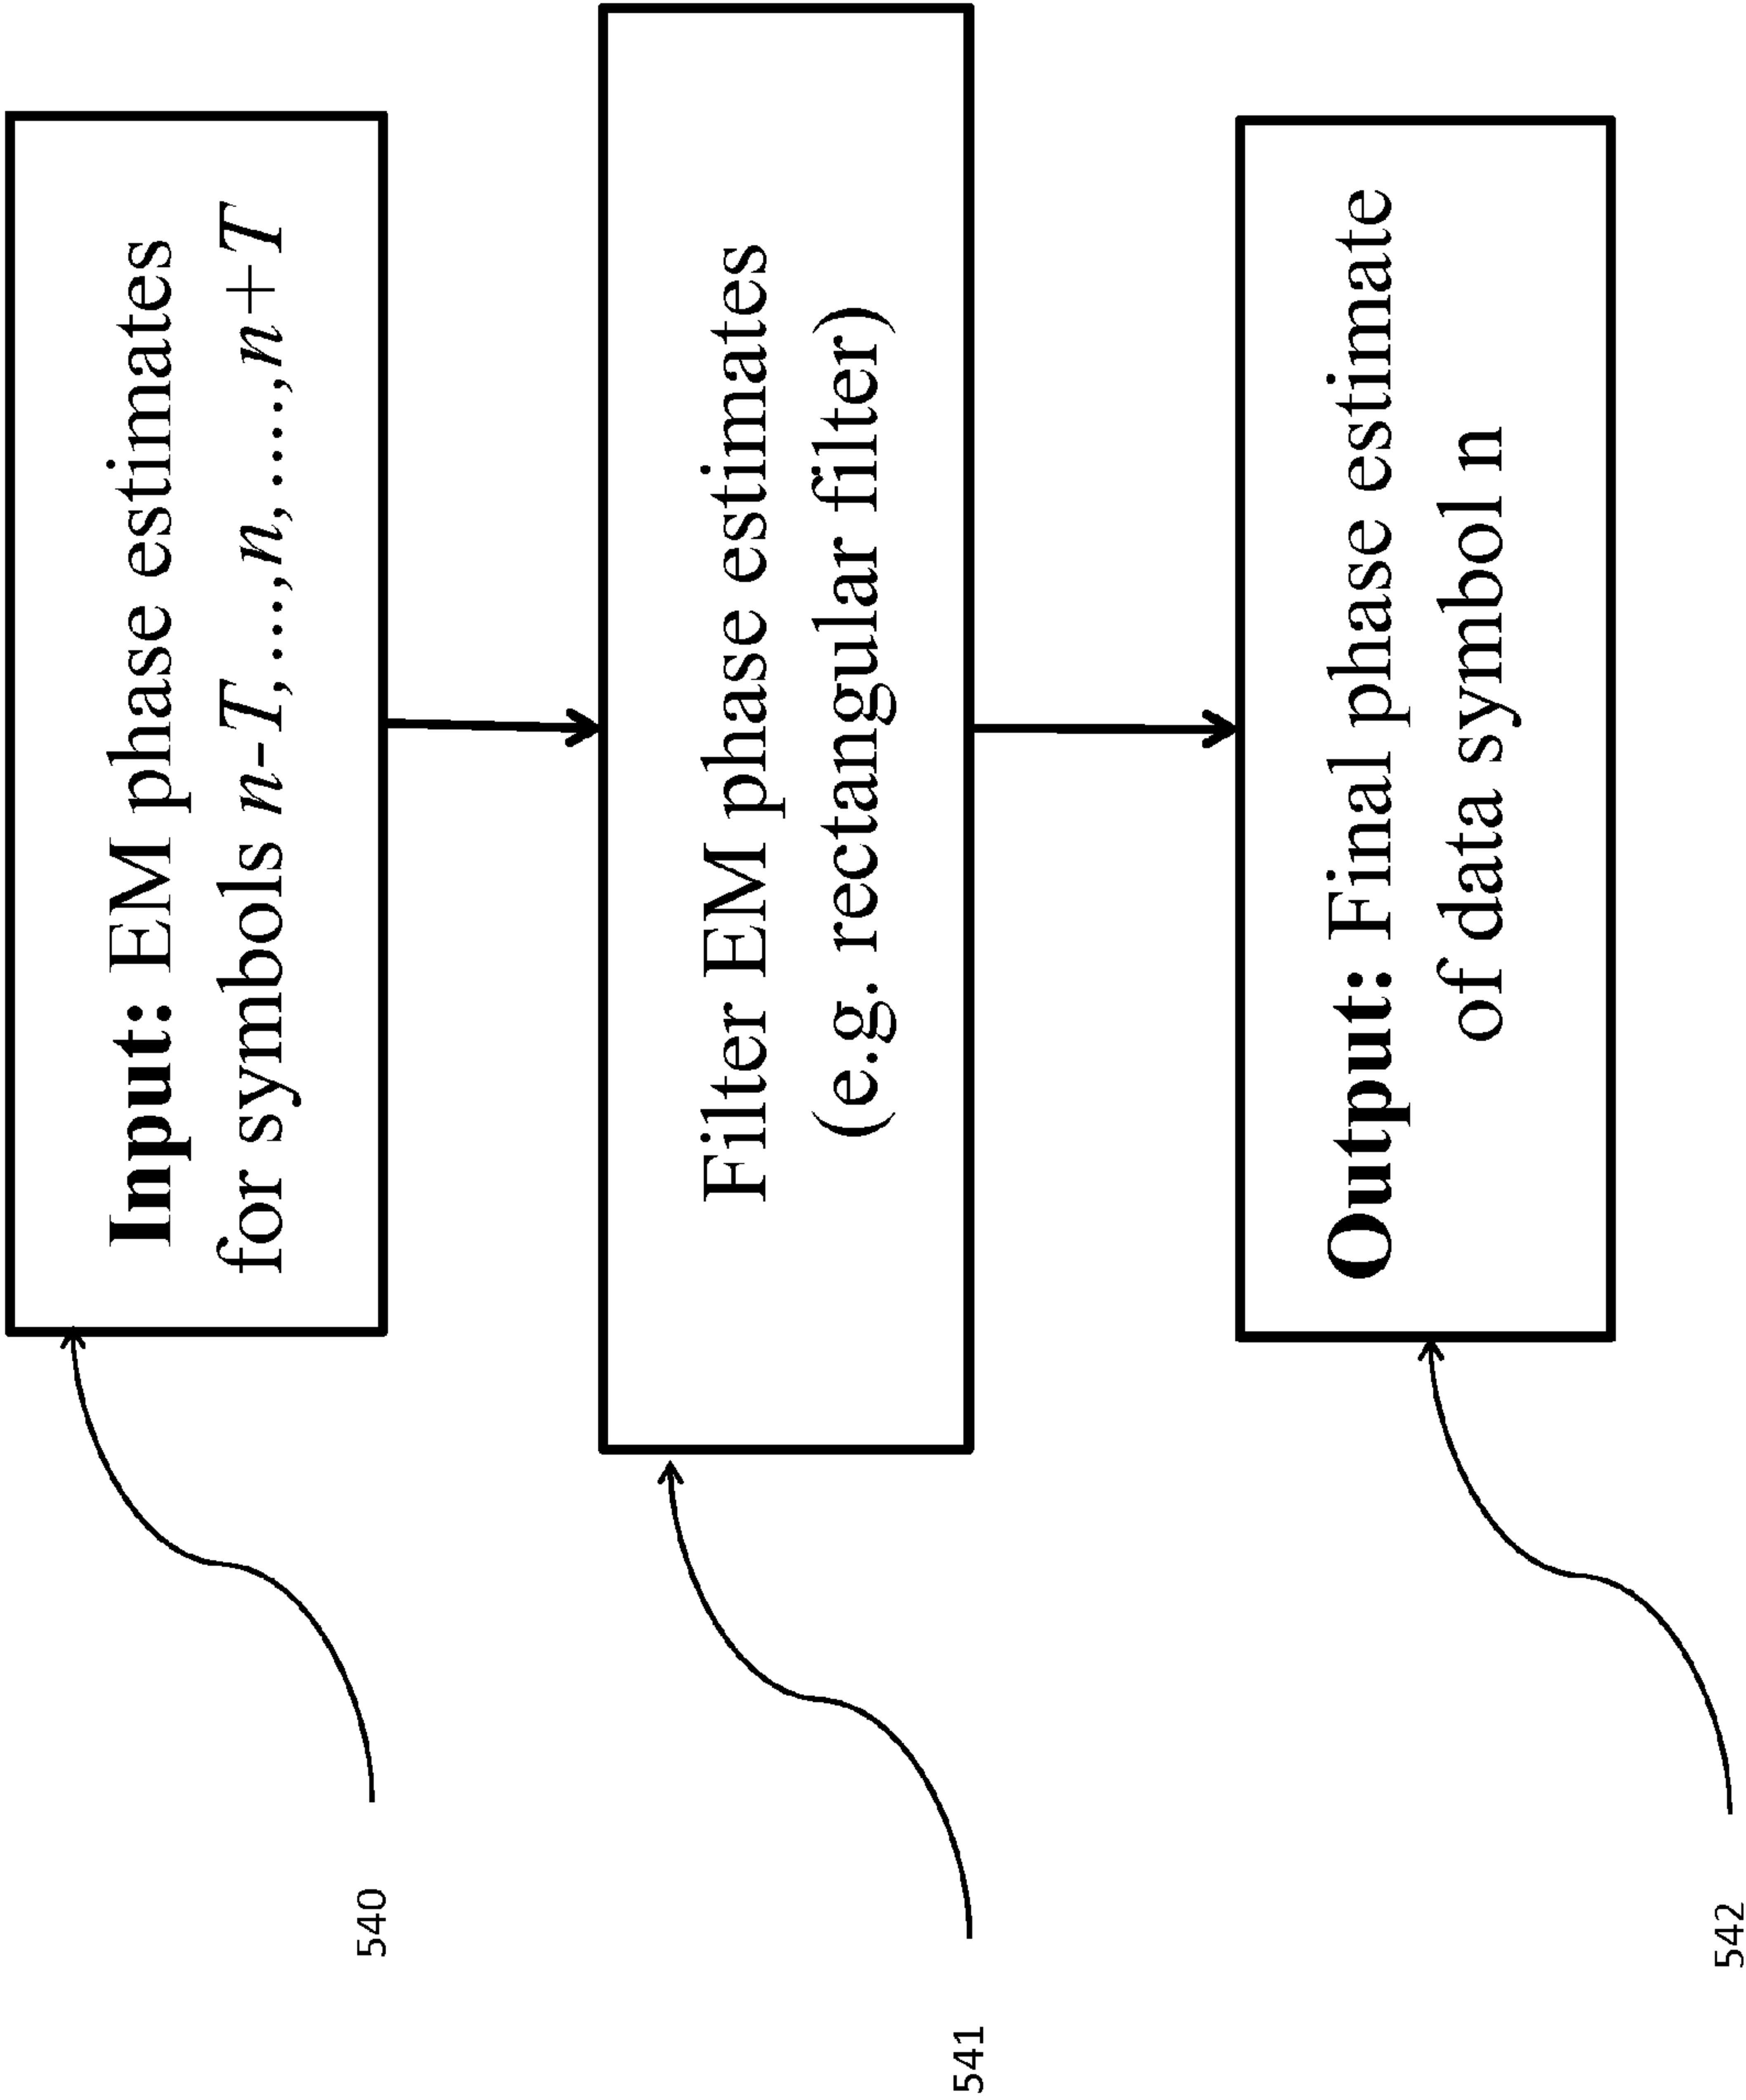 Input: EM phase estimates
for symbols n-T,...,n,....,n+T
540
Filter EM phase estimates
(e.g. rectangular filter)
541
Output: Final phase estimate
of data symbol n
542